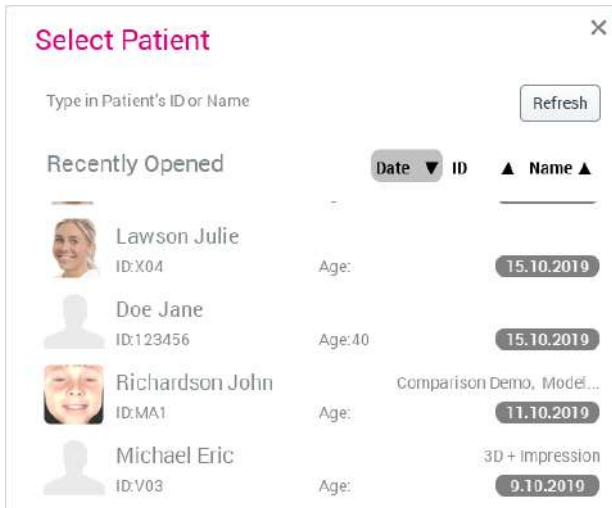 Select Patient
×
Type in Patient's ID or Name
Refresh
Recently Opened
Date ▼ ID ▲ Name ▲
Lawson Julie
ID:X04 Age: 15.10.2019
Doe Jane
ID:123456 Age:40 15.10.2019
Richardson John Comparison Demo, Model...
ID:MA1 Age: 11.10.2019
Michael Eric 3D + Impression
ID:V03 Age: 9.10.2019